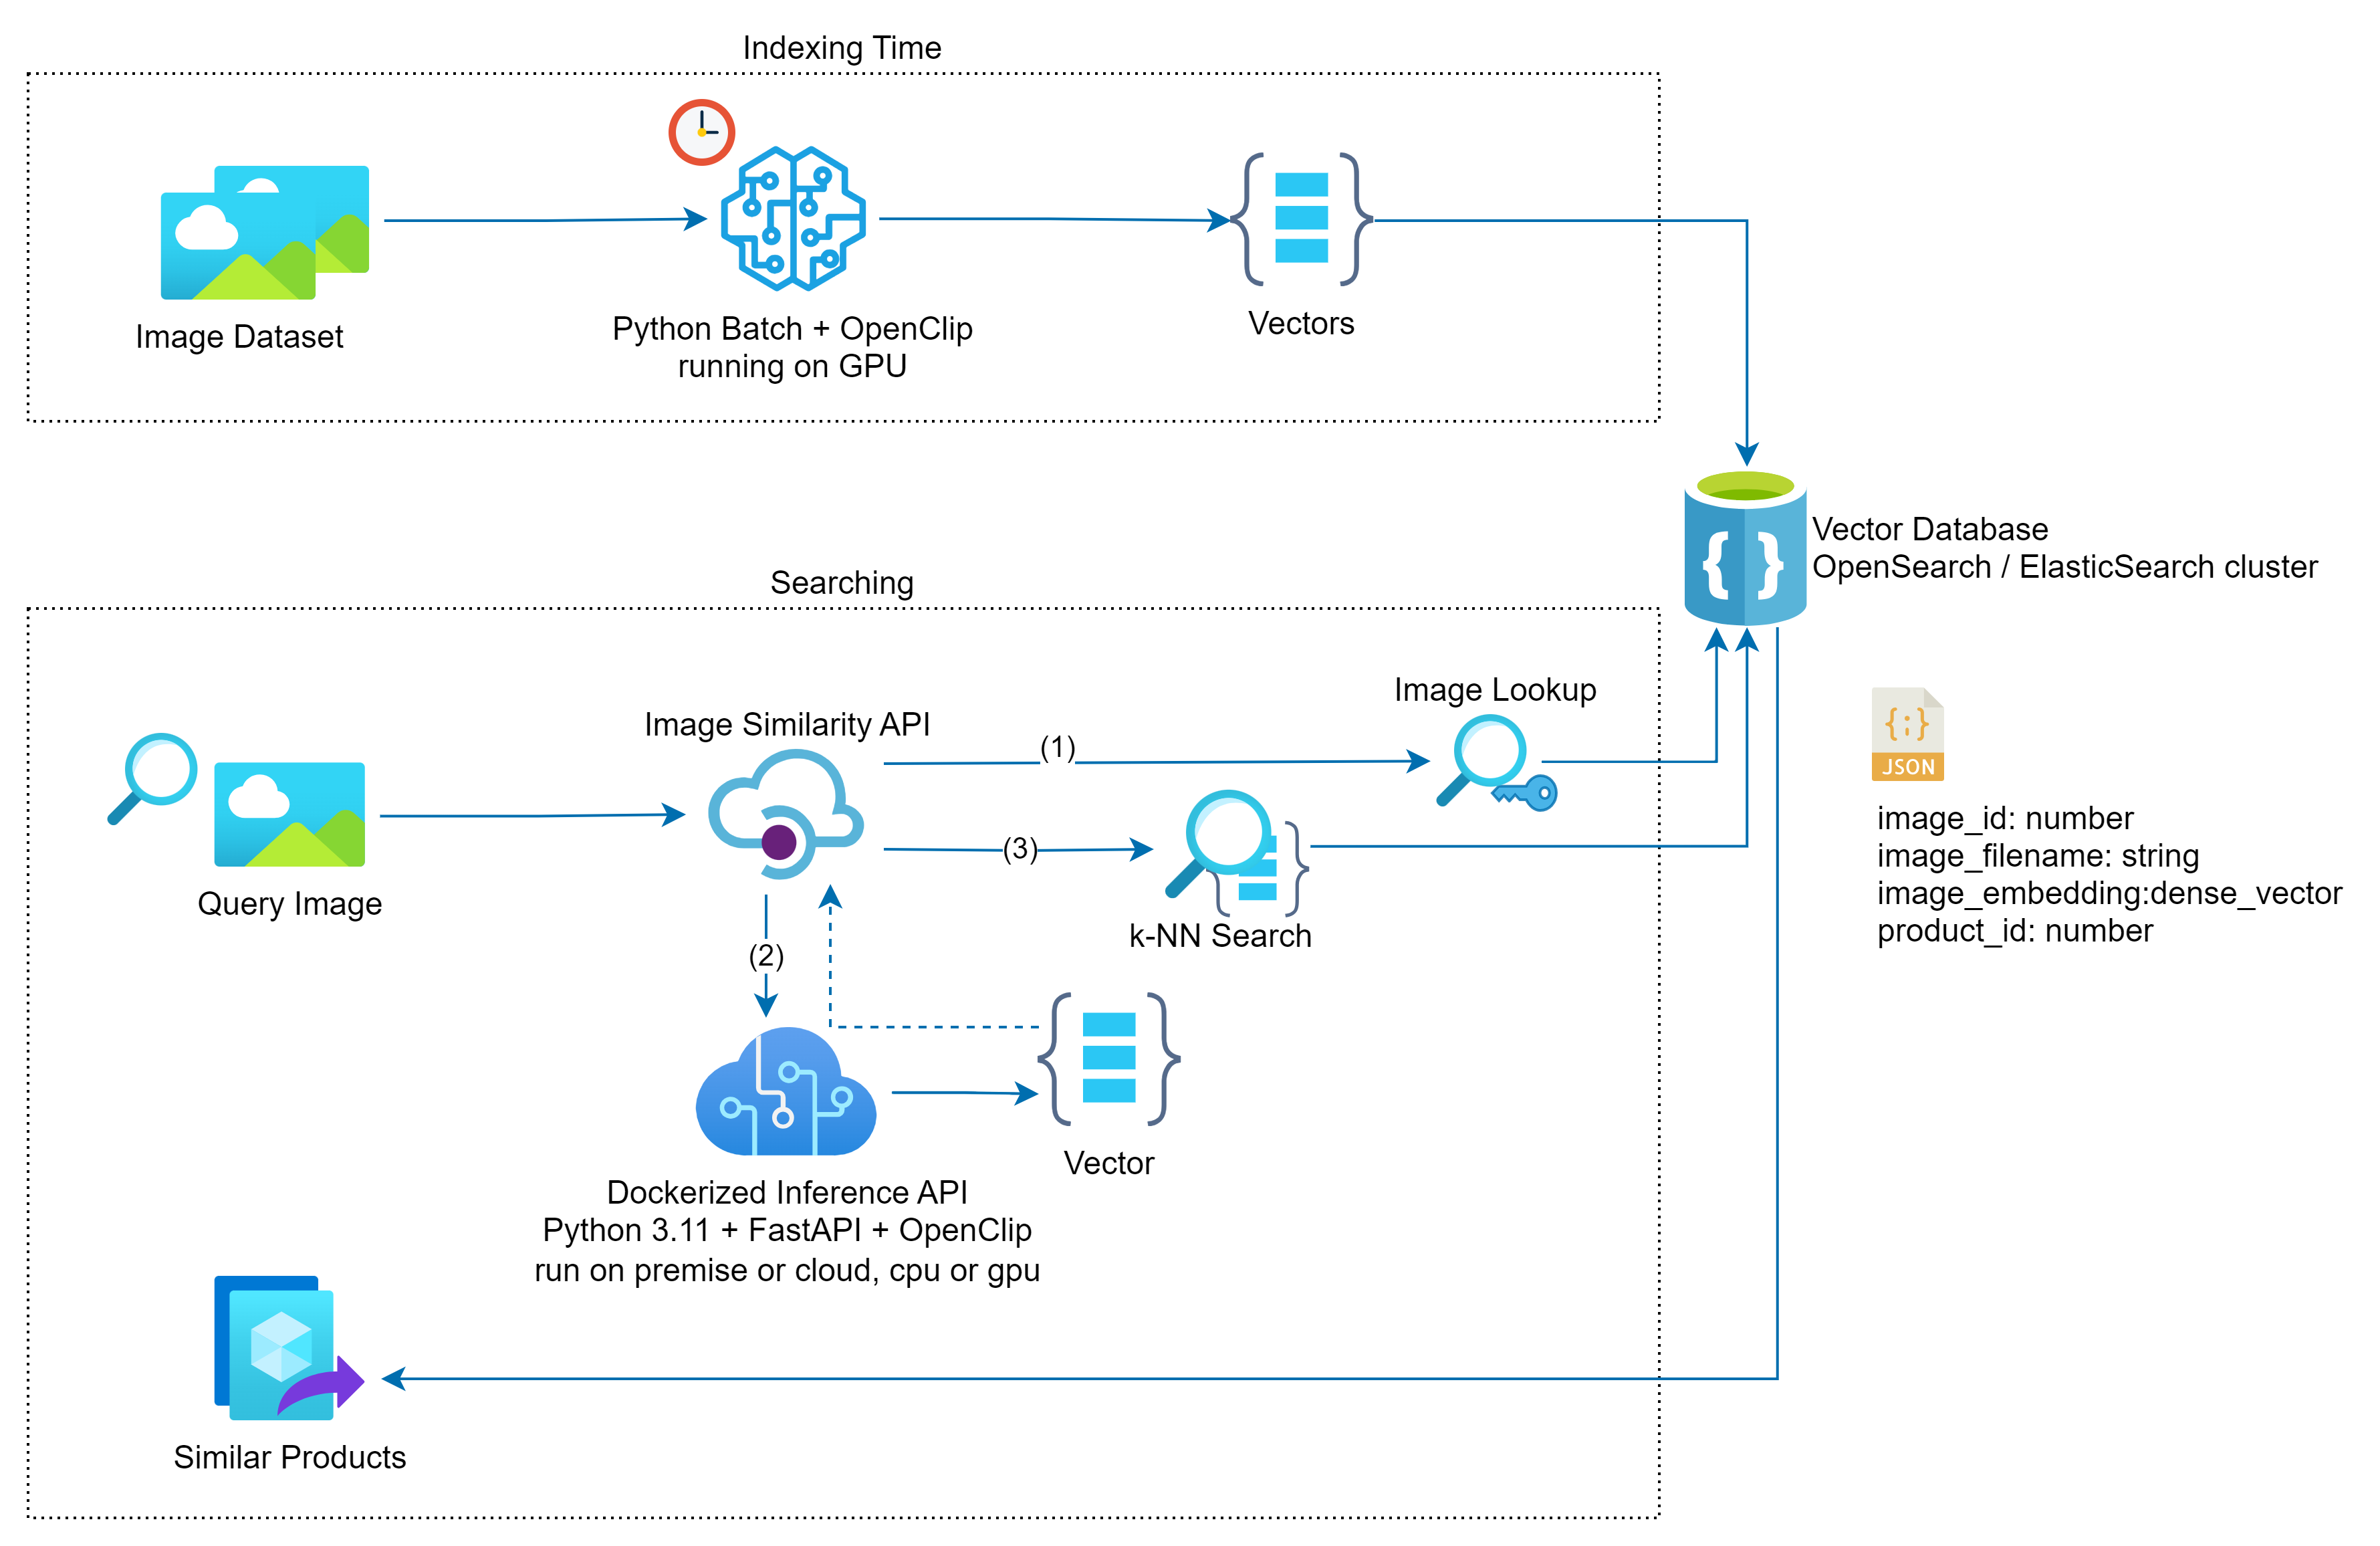 Indexing Time
Image Dataset
Python Batch + OpenClip
running on GPU
Vectors
Vector Database
OpenSearch / ElasticSearch cluster
Searching
Image Lookup
Image Similarity API
(1)
(3)
Query Image
k-NN Search
(2)
Vector
Dockerized Inference API
Python 3.11 + FastAPI + OpenClip
run on premise or cloud, cpu or gpu
Similar Products
{;}
JSON
image_id: number
image_filename: string
image_embedding:dense_vector
product_id: number